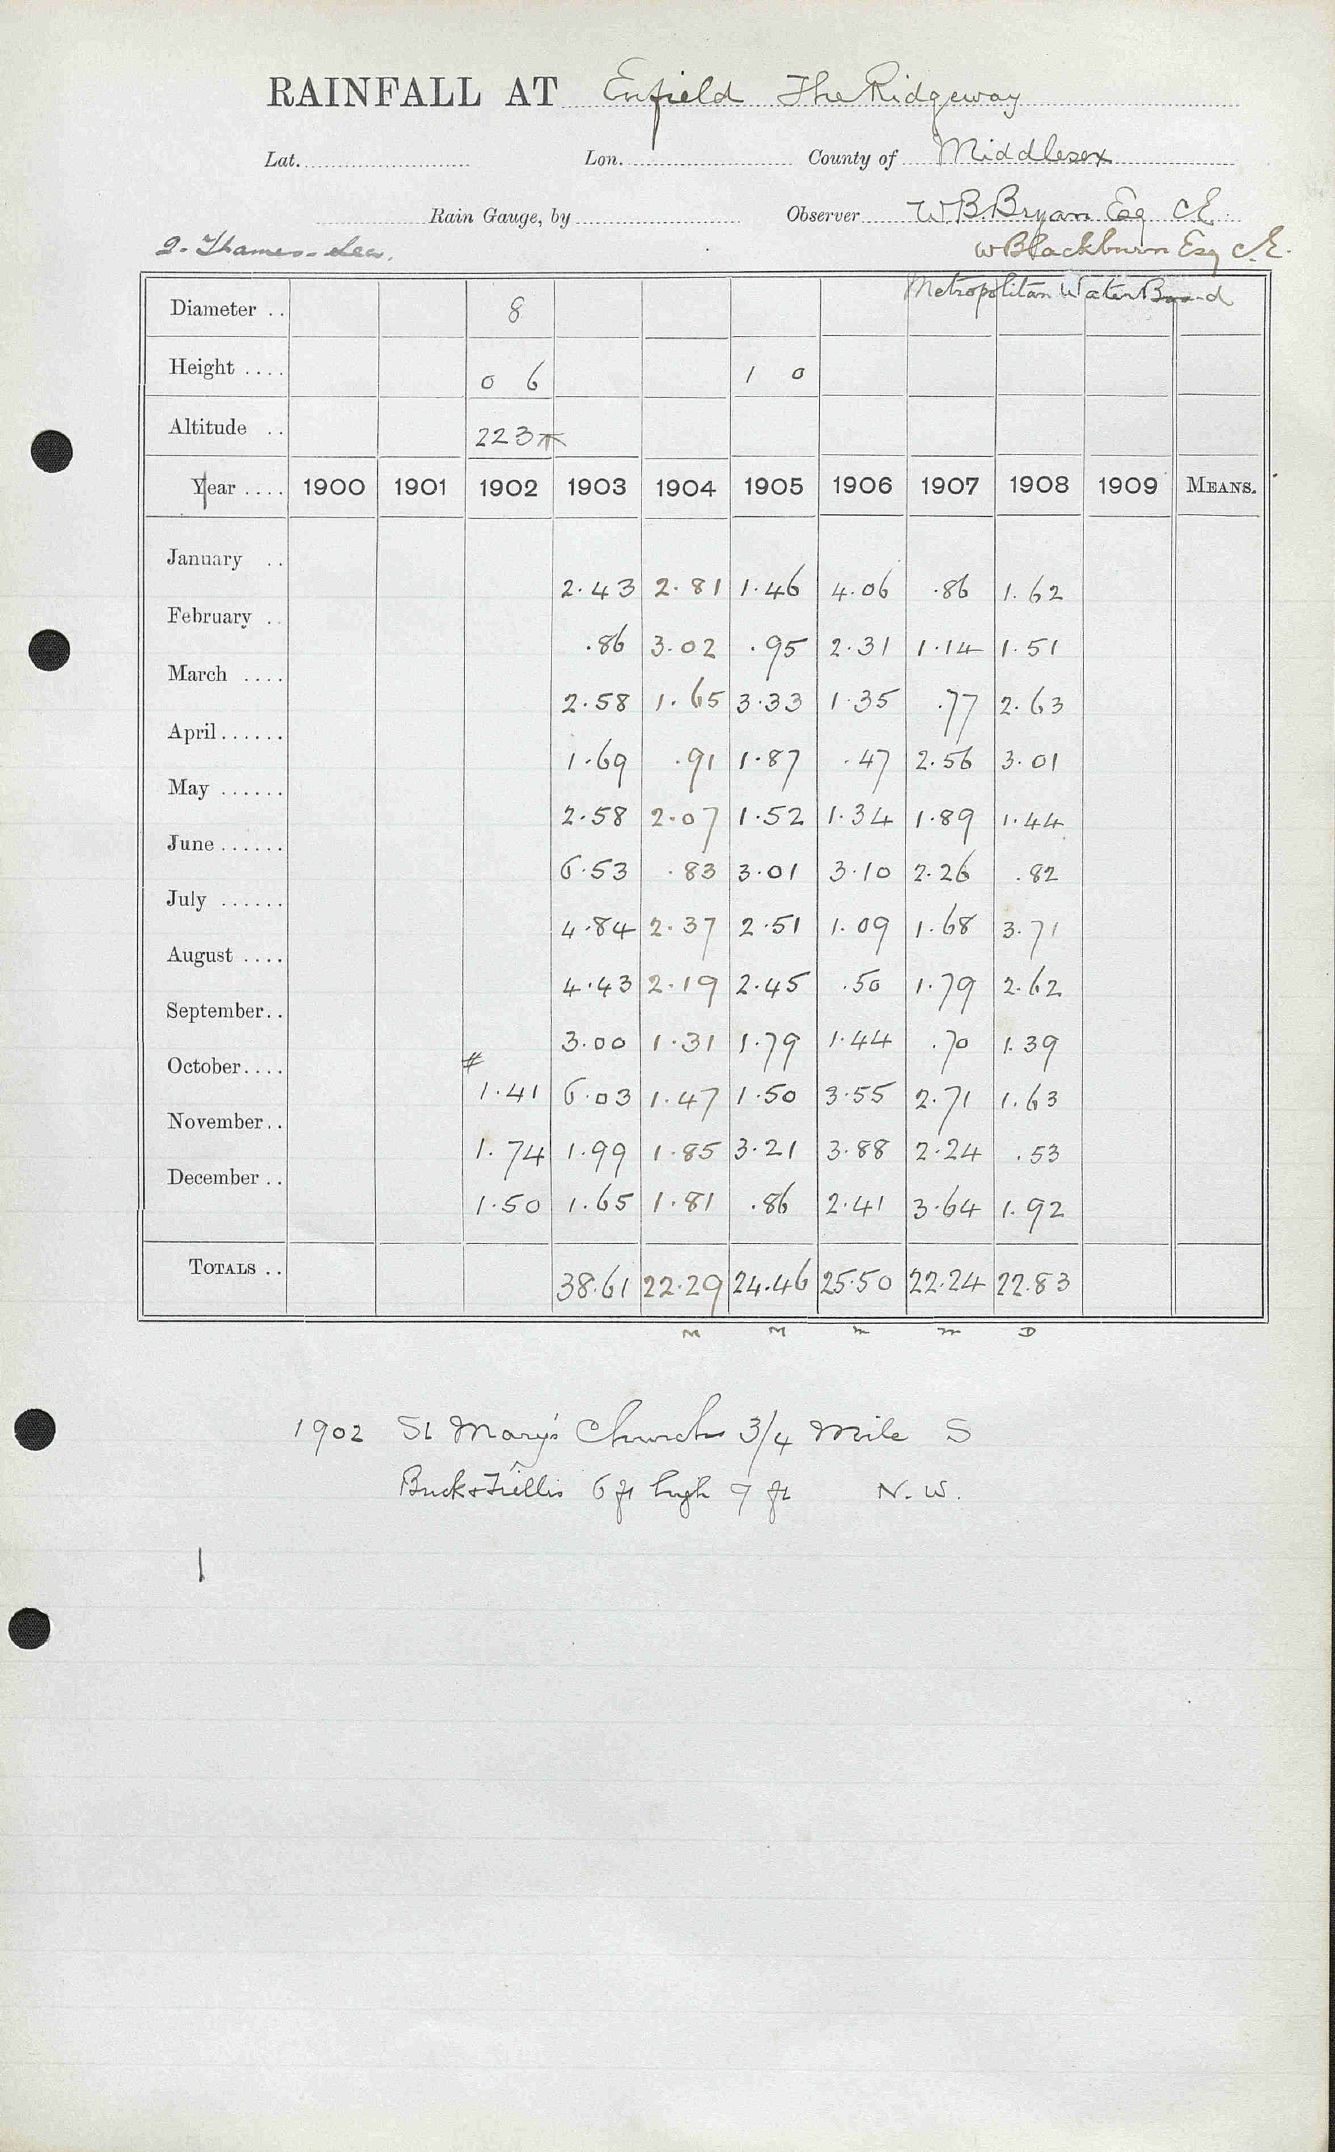 RAINFALL AT Enfield The Ridgeway
Lat. Lon. County of Middlesex
Rain Gauge, by Observer W.B. Bryan Esq C.E.
2. Thames-Lea. W Blackburn Esq C.E.
Metropolitan Water Board
Diameter .. 8
Height .... 0 6 1 0
Altitude .. 223
Year .... 1900 1901 1902 1903 1904 1905 1906 1907 1908 1909 MEANS.
January .. 2.43 2.81 1.46 4.06 .86 1.62
February .. .86 3.02 .95 2.31 1.14 1.51
March .... 2.58 1.65 3.33 1.35 .77 2.63
April...... 1.69 .91 1.87 .47 2.56 3.01
May ...... 2.58 2.07 1.52 1.34 1.89 1.44
June...... 6.53 .83 3.01 3.10 2.26 .82
July ...... 4.84 2.37 2.51 1.09 1.68 3.71
August .... 4.43 2.19 2.45 .50 1.79 2.62
September.. 3.00 1.31 1.79 1.44 .70 1.39
October.... # 1.41 6.03 1.47 1.50 3.55 2.71 1.63
November.. 1.74 1.99 1.85 3.21 3.88 2.24 .53
December .. 1.50 1.65 1.81 .86 2.41 3.64 1.92
TOTALS .. 38.61 22.29 24.46 25.50 22.24 22.83
M M m m D
1902 St Mary's Church 3/4 Mile S
Buck & Trellis 6 ft high 9 ft N.W.